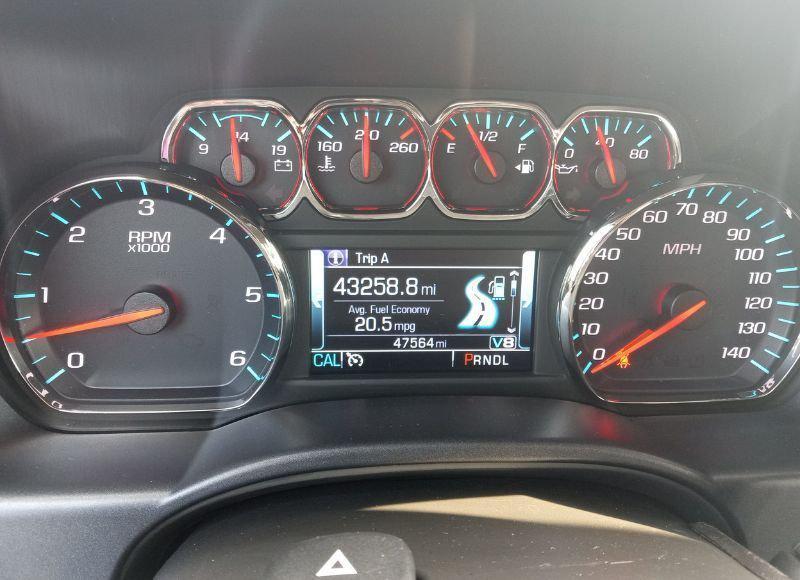 9 14 19
160 210 260
E 1/2 F
0 40 80
0 1 2 3 4 5 6
RPM
x1000
Trip A
43258.8 mi
Avg. Fuel Economy
20.5 mpg
47564 mi V8
CAL PRNDL
0 10 20 30 40 50 60 70 80 90 100 110 120 130 140
MPH